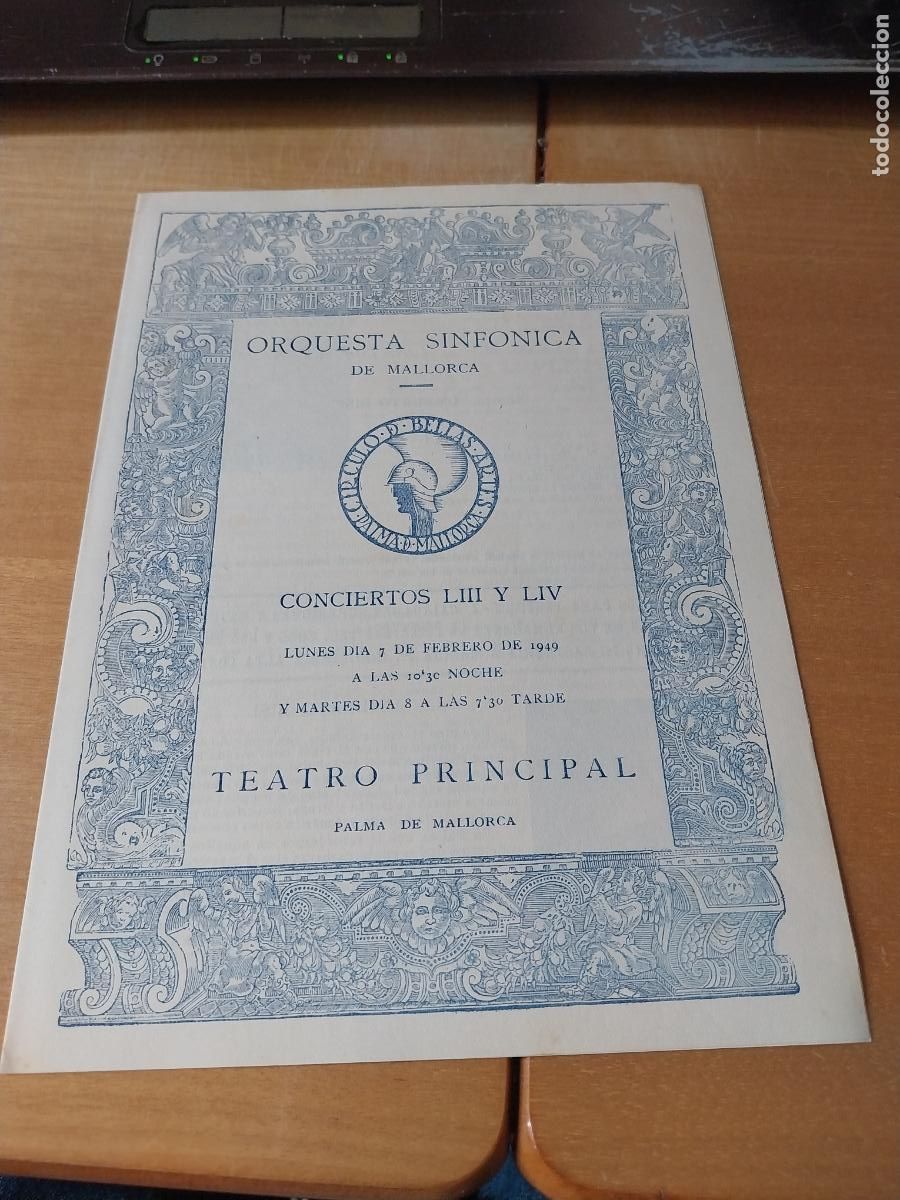 ORQUESTA SINFONICA
DE MALLORCA
CIRCULO · D · BELLAS · ARTES
· PALMA · D · MALLORCA ·
CONCIERTOS LIII Y LIV
LUNES DIA 7 DE FEBRERO DE 1949
A LAS 10'30 NOCHE
Y MARTES DIA 8 A LAS 7'30 TARDE
TEATRO PRINCIPAL
PALMA DE MALLORCA
todocoleccion